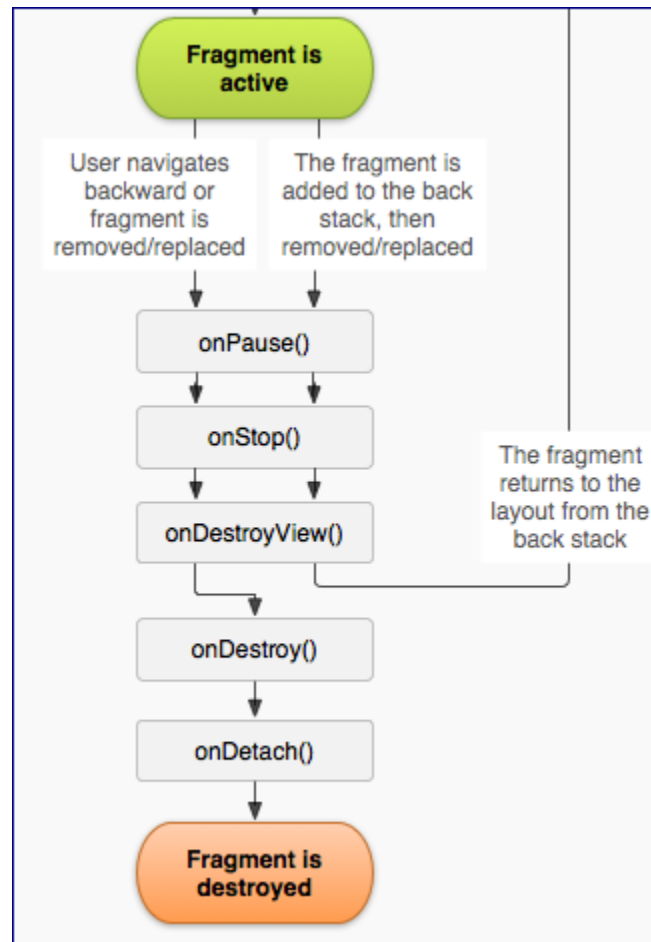 Fragment is
active
User navigates
backward or
fragment is
removed/replaced
The fragment is
added to the back
stack, then
removed/replaced
onPause()
onStop()
The fragment
returns to the
layout from the
back stack
onDestroyView()
onDestroy()
onDetach()
Fragment is
destroyed